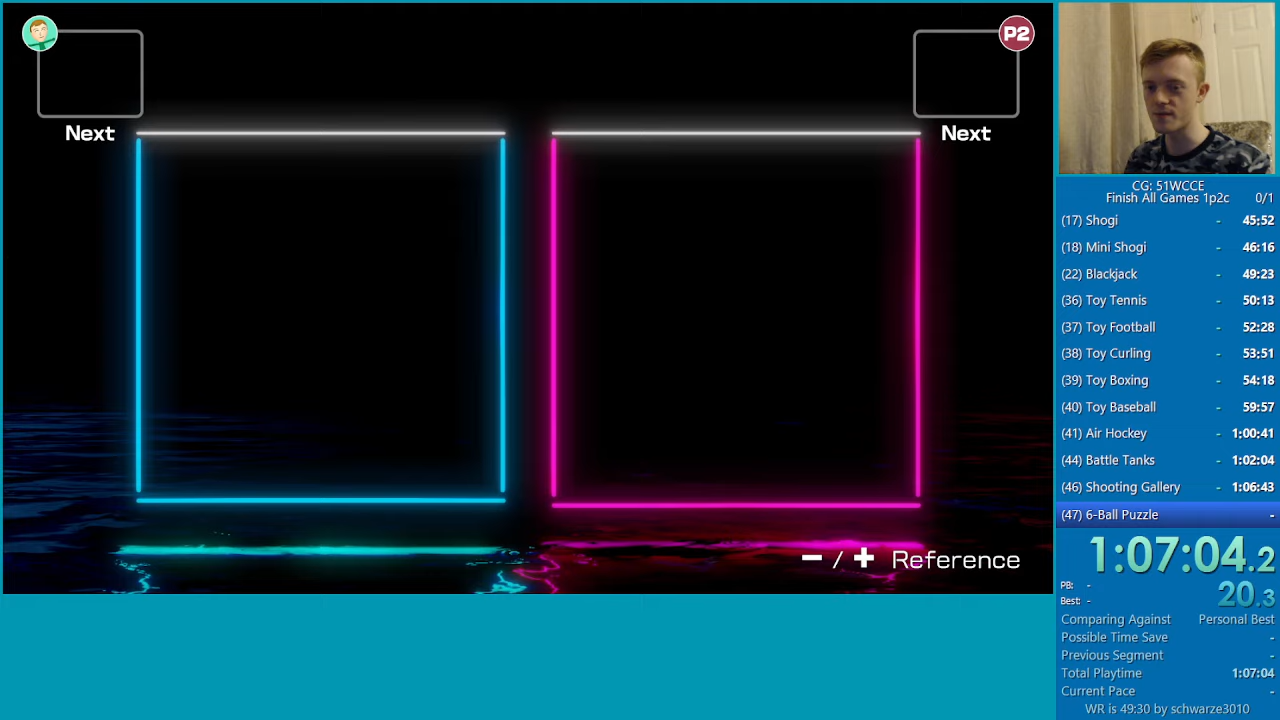 P2
Next
Next
- / + Reference
CG: 51WCCE
Finish All Games 1p2c 0/1
(17) Shogi - 45:52
(18) Mini Shogi - 46:16
(22) Blackjack - 49:23
(36) Toy Tennis - 50:13
(37) Toy Football - 52:28
(38) Toy Curling - 53:51
(39) Toy Boxing - 54:18
(40) Toy Baseball - 59:57
(41) Air Hockey - 1:00:41
(44) Battle Tanks - 1:02:04
(46) Shooting Gallery - 1:06:43
(47) 6-Ball Puzzle -
1:07:04.2
PB: -
Best: -
20.3
Comparing Against Personal Best
Possible Time Save -
Previous Segment -
Total Playtime 1:07:04
Current Pace -
WR is 49:30 by schwarze3010